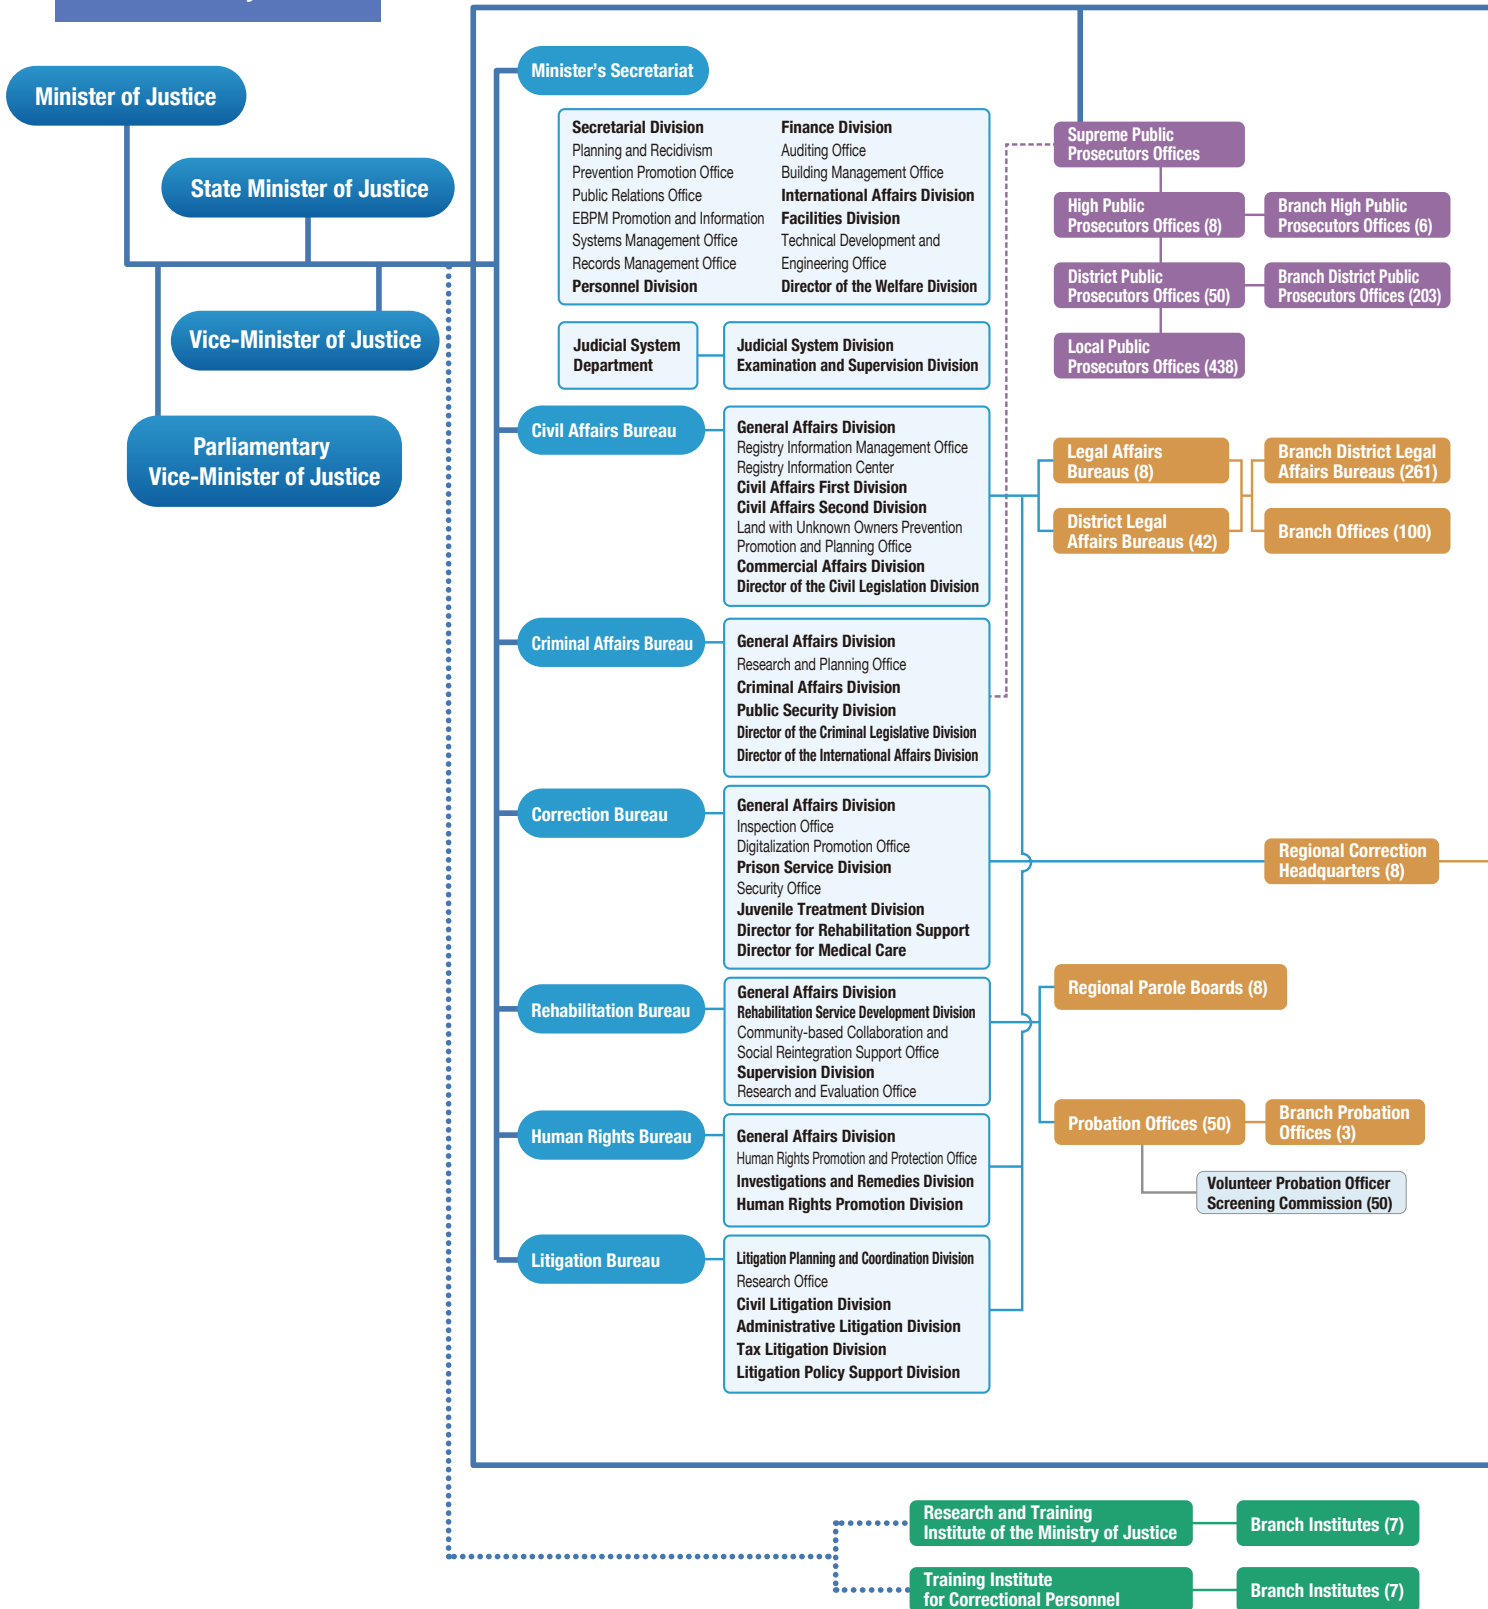 Minister of Justice
State Minister of Justice
Vice-Minister of Justice
Parliamentary
Vice-Minister of Justice
Minister's Secretariat
Secretarial Division
Planning and Recidivism
Prevention Promotion Office
Public Relations Office
EBPM Promotion and Information
Systems Management Office
Records Management Office
Personnel Division
Finance Division
Auditing Office
Building Management Office
International Affairs Division
Facilities Division
Technical Development and
Engineering Office
Director of the Welfare Division
Judicial System
Department
Judicial System Division
Examination and Supervision Division
Civil Affairs Bureau
General Affairs Division
Registry Information Management Office
Registry Information Center
Civil Affairs First Division
Civil Affairs Second Division
Land with Unknown Owners Prevention
Promotion and Planning Office
Commercial Affairs Division
Director of the Civil Legislation Division
Criminal Affairs Bureau
General Affairs Division
Research and Planning Office
Criminal Affairs Division
Public Security Division
Director of the Criminal Legislative Division
Director of the International Affairs Division
Correction Bureau
General Affairs Division
Inspection Office
Digitalization Promotion Office
Prison Service Division
Security Office
Juvenile Treatment Division
Director for Rehabilitation Support
Director for Medical Care
Rehabilitation Bureau
General Affairs Division
Rehabilitation Service Development Division
Community-based Collaboration and
Social Reintegration Support Office
Supervision Division
Research and Evaluation Office
Human Rights Bureau
General Affairs Division
Human Rights Promotion and Protection Office
Investigations and Remedies Division
Human Rights Promotion Division
Litigation Bureau
Litigation Planning and Coordination Division
Research Office
Civil Litigation Division
Administrative Litigation Division
Tax Litigation Division
Litigation Policy Support Division
Supreme Public
Prosecutors Offices
High Public
Prosecutors Offices (8)
Branch High Public
Prosecutors Offices (6)
District Public
Prosecutors Offices (50)
Branch District Public
Prosecutors Offices (203)
Local Public
Prosecutors Offices (438)
Legal Affairs
Bureaus (8)
Branch District Legal
Affairs Bureaus (261)
District Legal
Affairs Bureaus (42)
Branch Offices (100)
Regional Correction
Headquarters (8)
Regional Parole Boards (8)
Probation Offices (50)
Branch Probation
Offices (3)
Volunteer Probation Officer
Screening Commission (50)
Research and Training
Institute of the Ministry of Justice
Branch Institutes (7)
Training Institute
for Correctional Personnel
Branch Institutes (7)